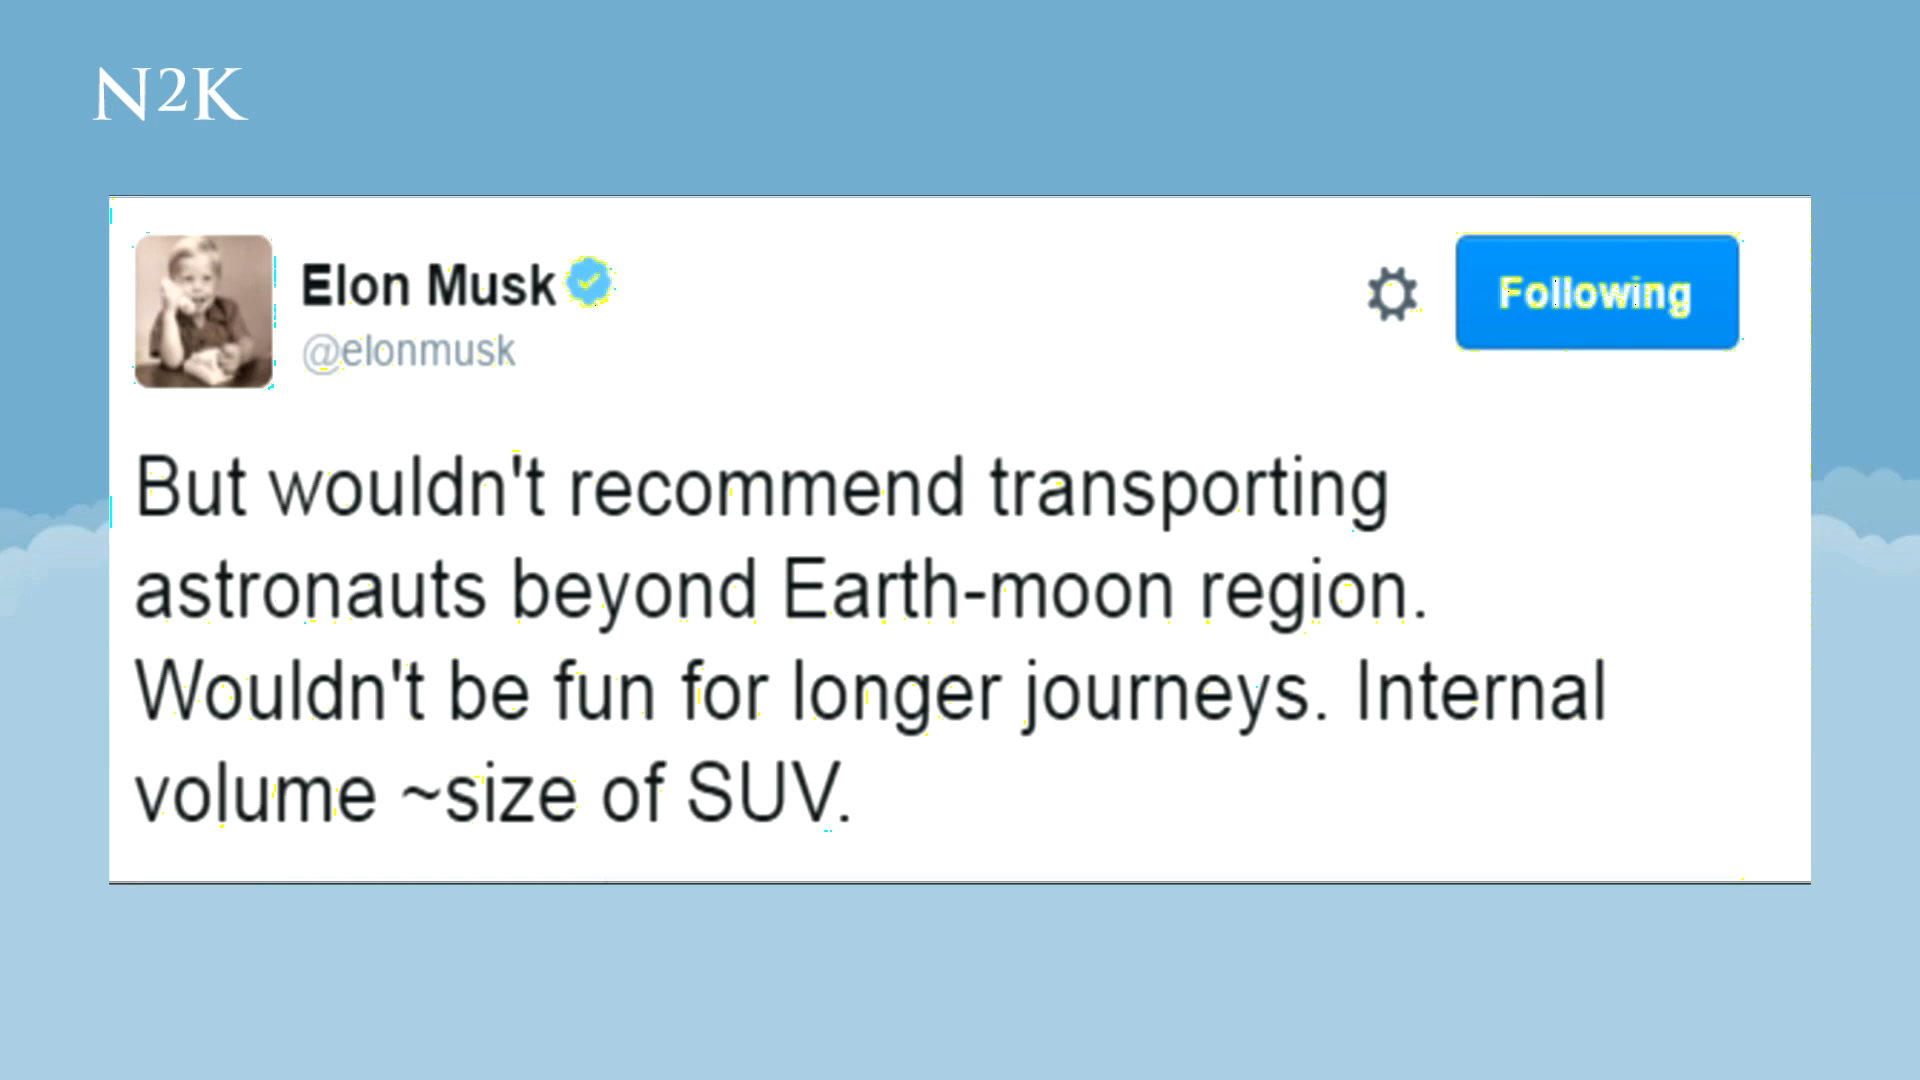 N2K
Elon Musk
@elonmusk
Following
But wouldn't recommend transporting
astronauts beyond Earth-moon region.
Wouldn't be fun for longer journeys. Internal
volume ~size of SUV.